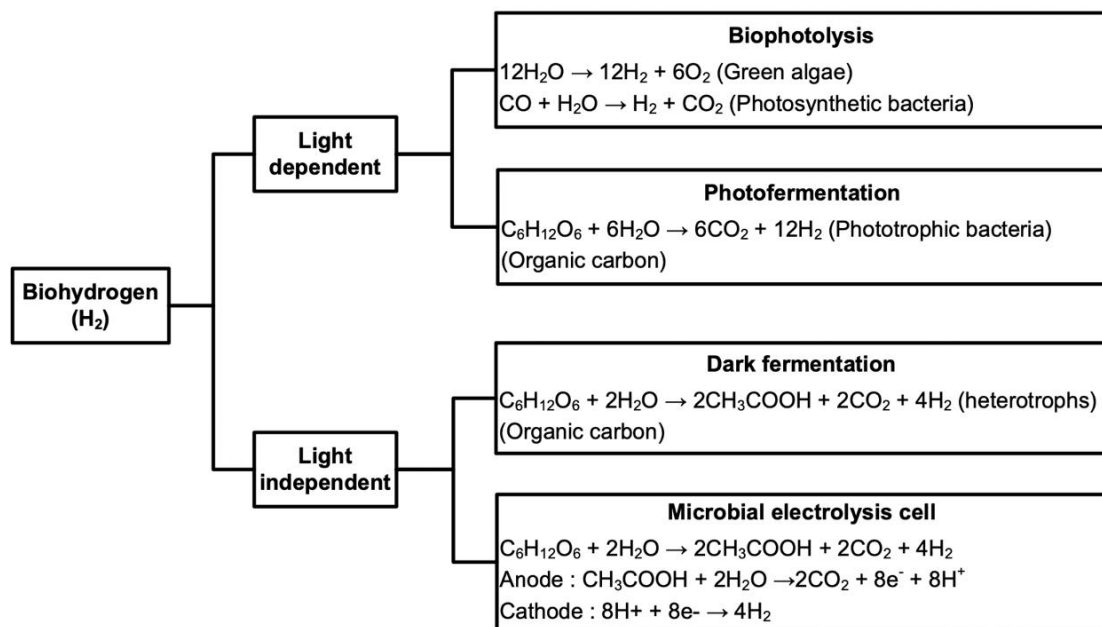 Biohydrogen
(H₂)
Light
dependent
Light
independent
Biophotolysis
12H₂O → 12H₂ + 6O₂ (Green algae)
CO + H₂O → H₂ + CO₂ (Photosynthetic bacteria)
Photofermentation
C₆H₁₂O₆ + 6H₂O → 6CO₂ + 12H₂ (Phototrophic bacteria)
(Organic carbon)
Dark fermentation
C₆H₁₂O₆ + 2H₂O → 2CH₃COOH + 2CO₂ + 4H₂ (heterotrophs)
(Organic carbon)
Microbial electrolysis cell
C₆H₁₂O₆ + 2H₂O → 2CH₃COOH + 2CO₂ + 4H₂
Anode : CH₃COOH + 2H₂O →2CO₂ + 8e⁻ + 8H⁺
Cathode : 8H+ + 8e- → 4H₂